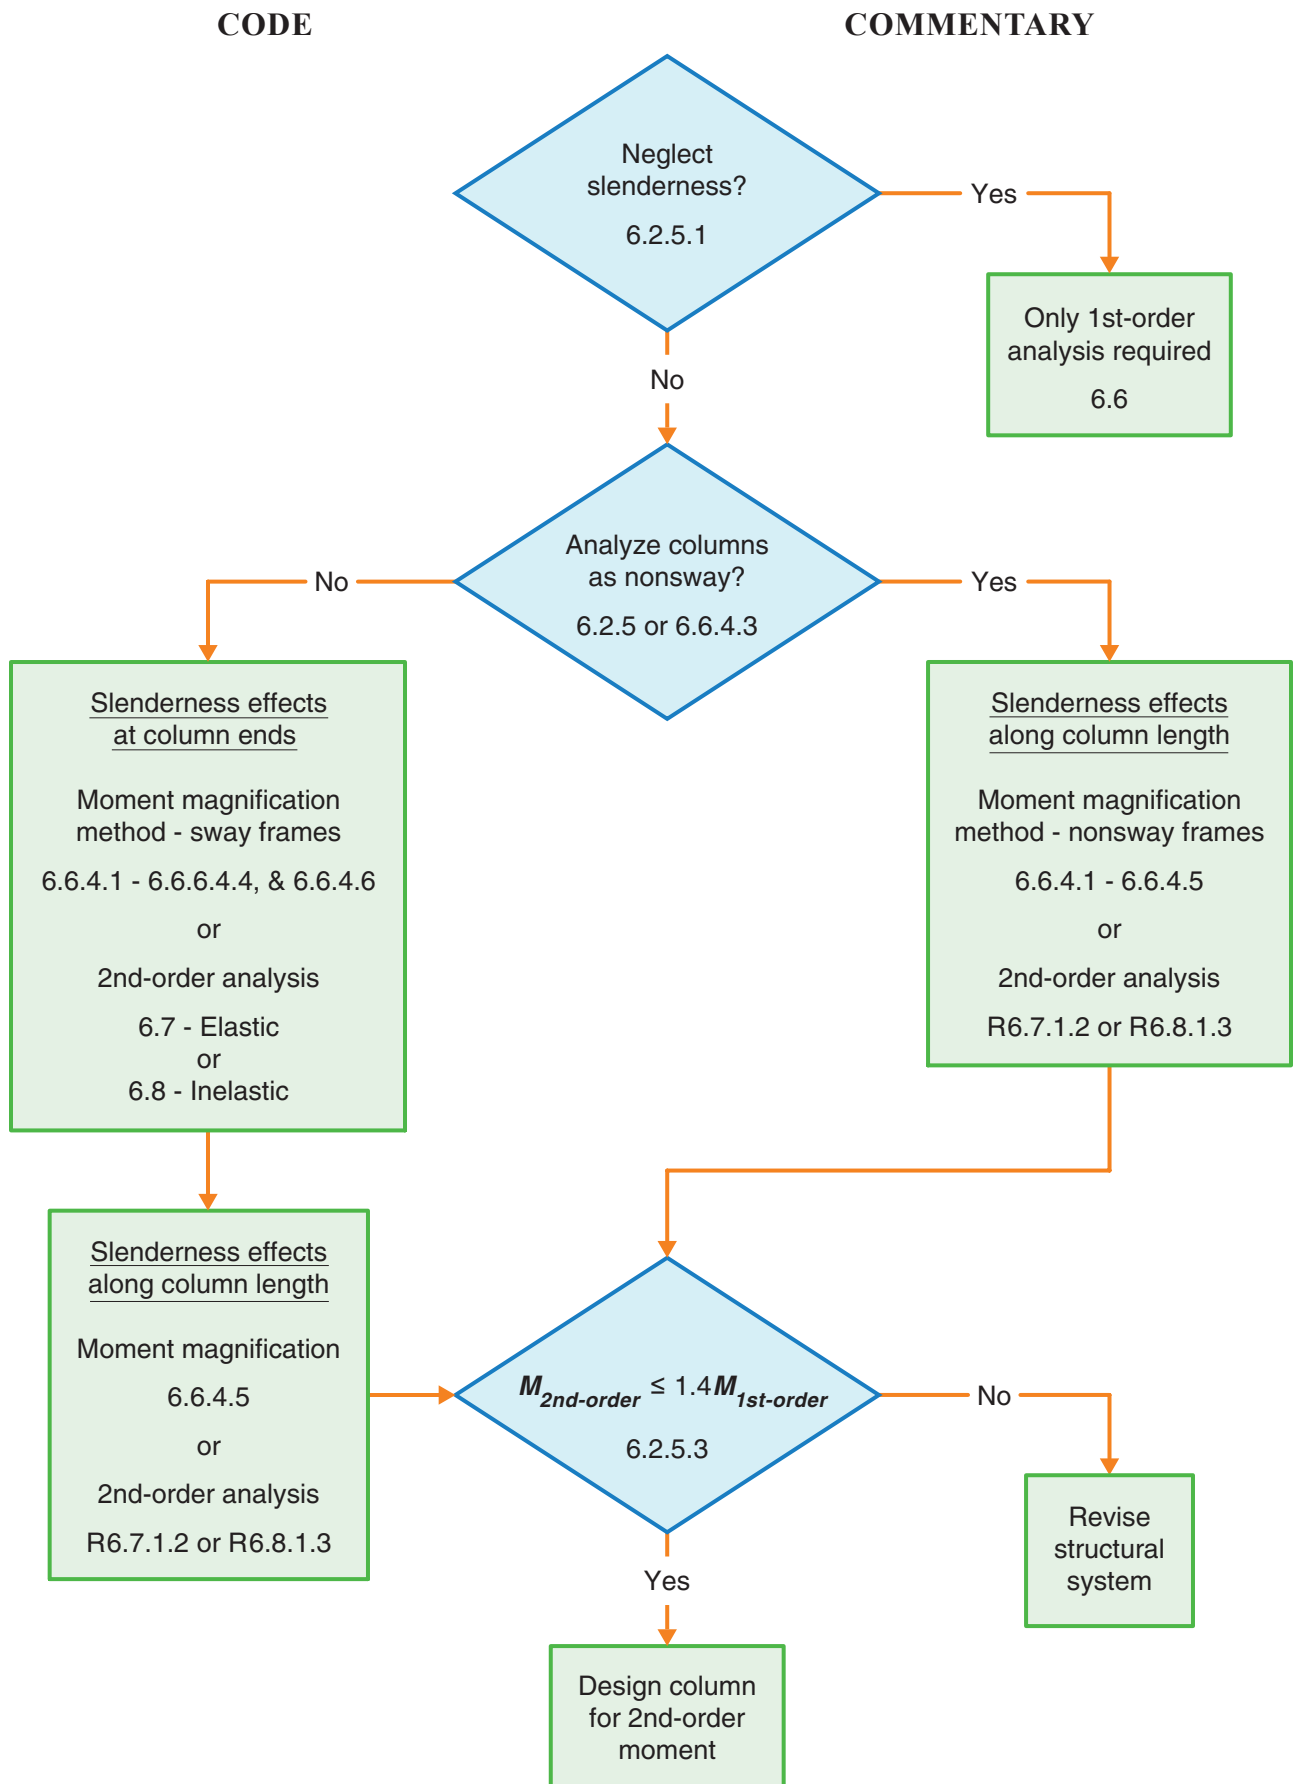 CODE
COMMENTARY
Neglect
slenderness?
6.2.5.1
Yes
Only 1st-order
analysis required
6.6
No
Analyze columns
as nonsway?
6.2.5 or 6.6.4.3
No
Yes
Slenderness effects
at column ends
Moment magnification
method - sway frames
6.6.4.1 - 6.6.6.4.4, & 6.6.4.6
or
2nd-order analysis
6.7 - Elastic
or
6.8 - Inelastic
Slenderness effects
along column length
Moment magnification
method - nonsway frames
6.6.4.1 - 6.6.4.5
or
2nd-order analysis
R6.7.1.2 or R6.8.1.3
Slenderness effects
along column length
Moment magnification
6.6.4.5
or
2nd-order analysis
R6.7.1.2 or R6.8.1.3
M2nd-order ≤ 1.4M1st-order
6.2.5.3
No
Revise
structural
system
Yes
Design column
for 2nd-order
moment